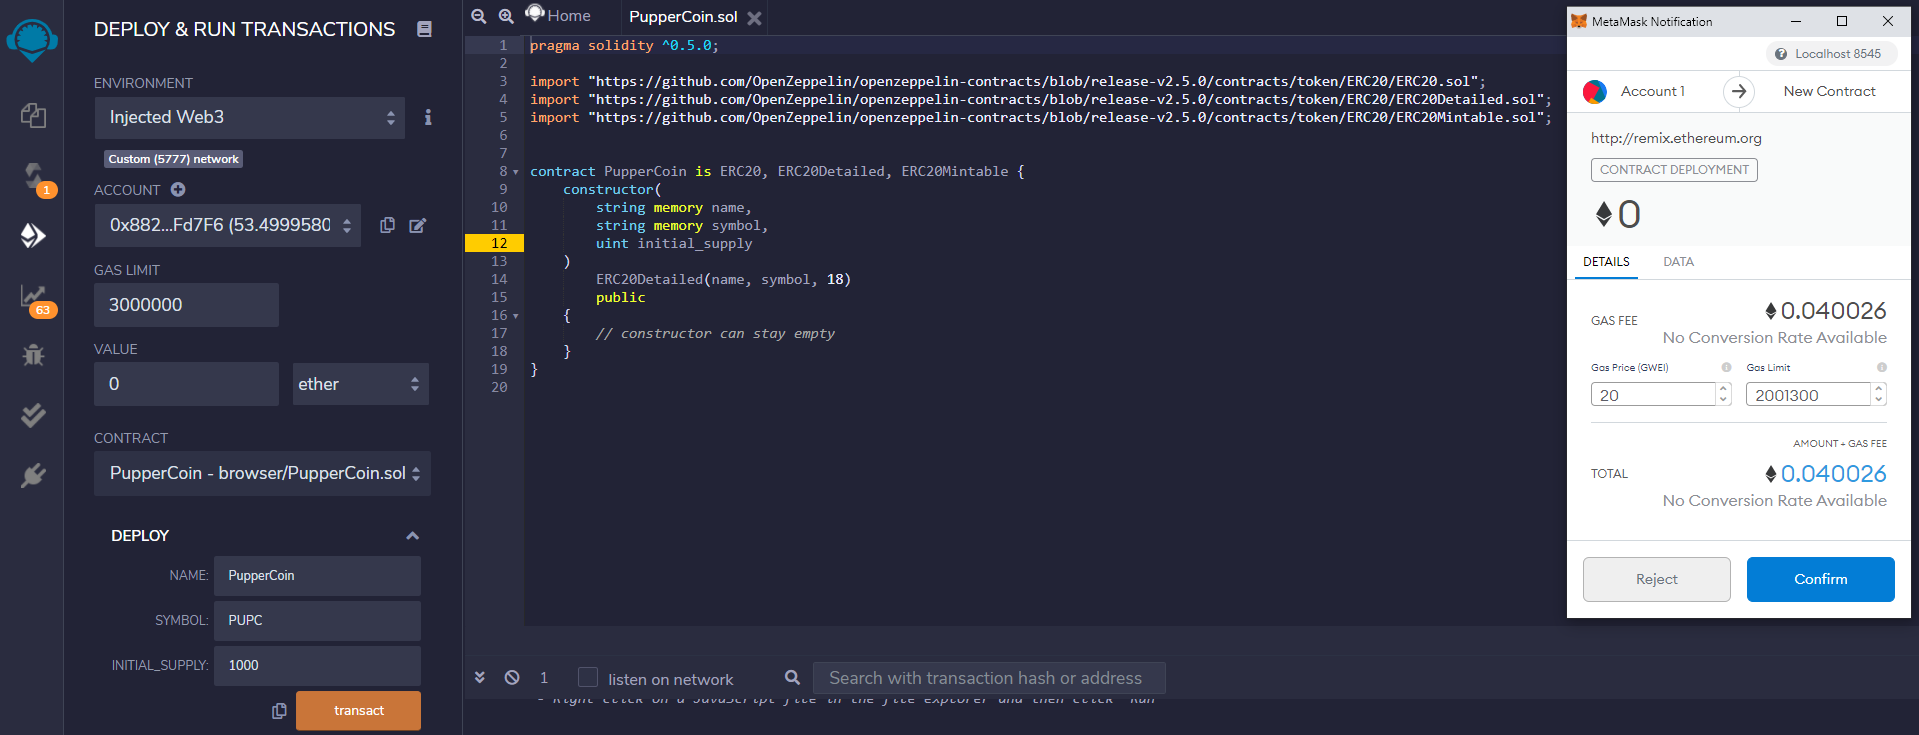 DEPLOY & RUN TRANSACTIONS
ENVIRONMENT
Injected Web3
Custom (5777) network
ACCOUNT
0x882...Fd7F6 (53.4999580
GAS LIMIT
3000000
VALUE
0
ether
CONTRACT
PupperCoin - browser/PupperCoin.sol
DEPLOY
NAME: PupperCoin
SYMBOL: PUPC
INITIAL_SUPPLY: 1000
transact
1
63
Home
PupperCoin.sol
1 pragma solidity ^0.5.0;
2
3 import "https://github.com/OpenZeppelin/openzeppelin-contracts/blob/release-v2.5.0/contracts/token/ERC20/ERC20.sol";
4 import "https://github.com/OpenZeppelin/openzeppelin-contracts/blob/release-v2.5.0/contracts/token/ERC20/ERC20Detailed.sol";
5 import "https://github.com/OpenZeppelin/openzeppelin-contracts/blob/release-v2.5.0/contracts/token/ERC20/ERC20Mintable.sol";
6
7
8 contract PupperCoin is ERC20, ERC20Detailed, ERC20Mintable {
9 constructor(
10 string memory name,
11 string memory symbol,
12 uint initial_supply
13 )
14 ERC20Detailed(name, symbol, 18)
15 public
16 {
17 // constructor can stay empty
18 }
19 }
20
1
listen on network
Search with transaction hash or address
- Right click on a JavaScript file in the file explorer and then click `Run`
MetaMask Notification
Localhost 8545
Account 1
New Contract
http://remix.ethereum.org
CONTRACT DEPLOYMENT
0
DETAILS
DATA
GAS FEE
0.040026
No Conversion Rate Available
Gas Price (GWEI)
Gas Limit
20
2001300
AMOUNT + GAS FEE
TOTAL
0.040026
No Conversion Rate Available
Reject
Confirm